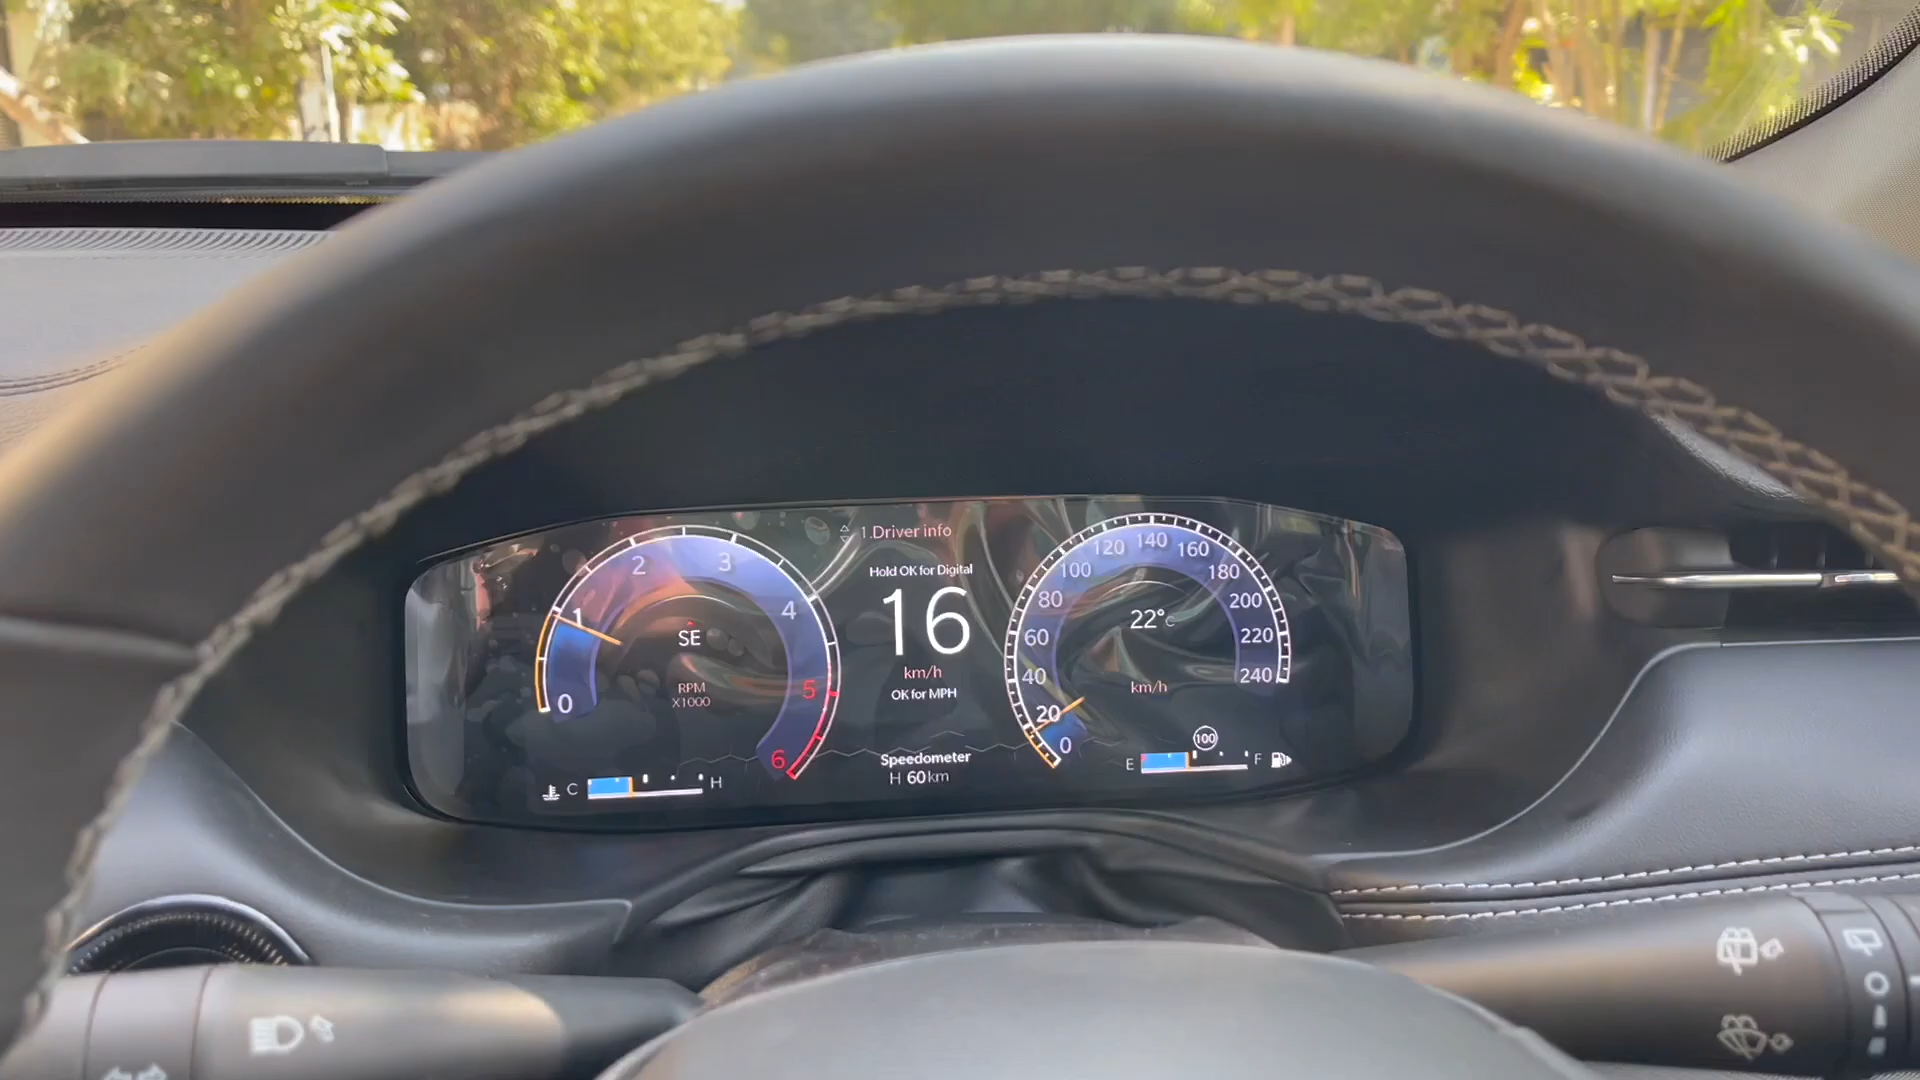 1.Driver info
Hold OK for Digital
16
km/h
OK for MPH
Speedometer
H 60 km
0
1
2
3
4
5
6
SE
RPM
X1000
C
H
0
20
40
60
80
100
120
140
160
180
200
220
240
22°C
km/h
100
E
F